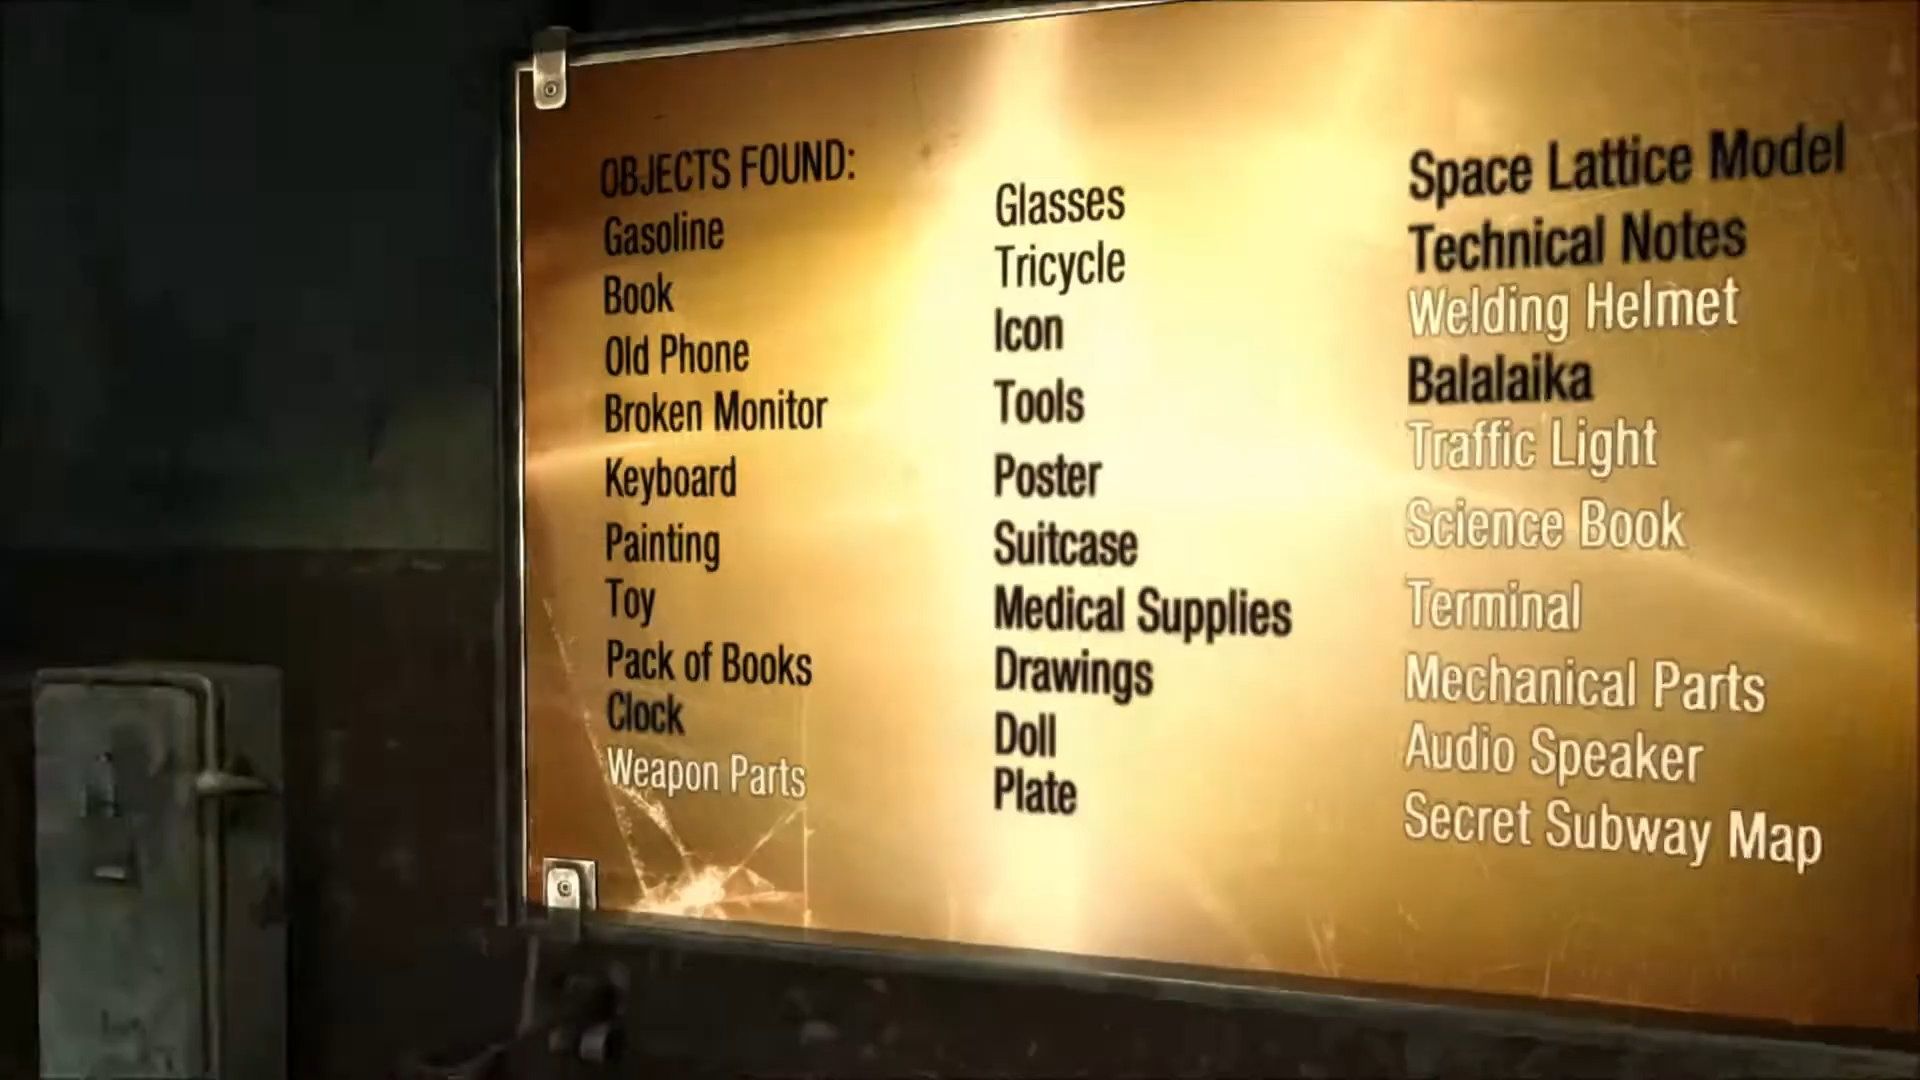 OBJECTS FOUND:
Gasoline
Book
Old Phone
Broken Monitor
Keyboard
Painting
Toy
Pack of Books
Clock
Weapon Parts
Glasses
Tricycle
Icon
Tools
Poster
Suitcase
Medical Supplies
Drawings
Doll
Plate
Space Lattice Model
Technical Notes
Welding Helmet
Balalaika
Traffic Light
Science Book
Terminal
Mechanical Parts
Audio Speaker
Secret Subway Map